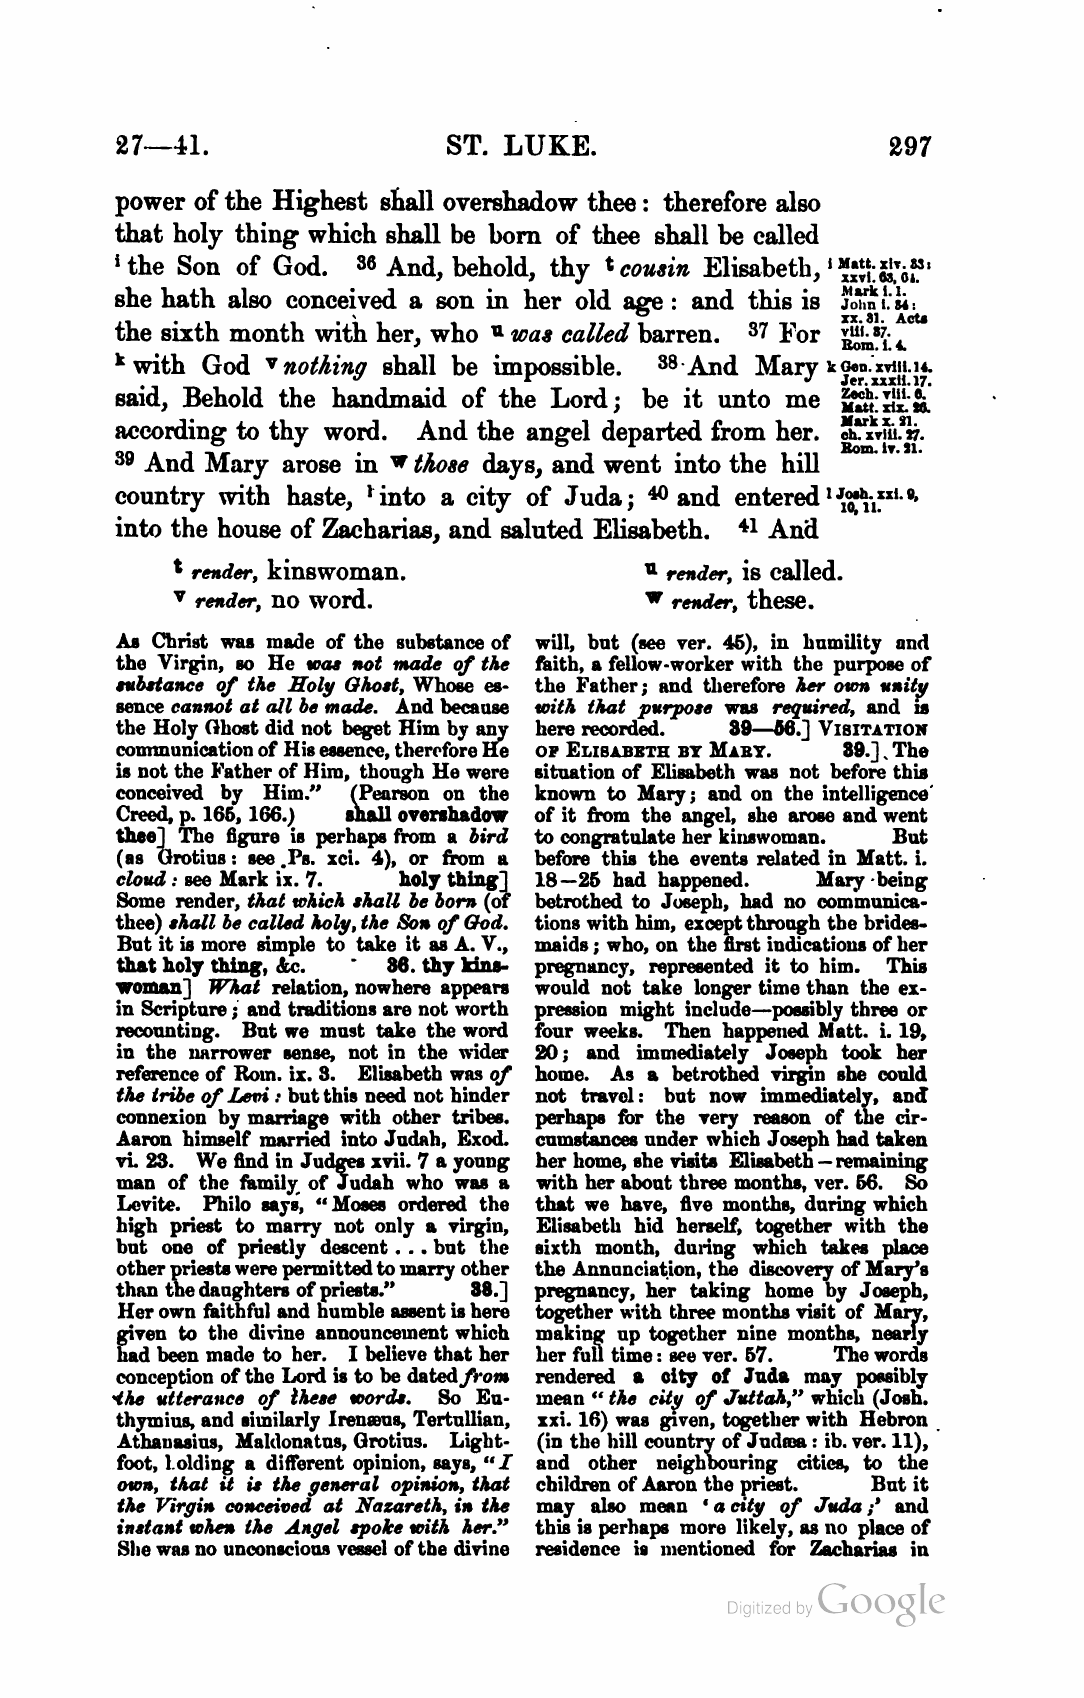 27—41. ST. LUKE. 297
power of the Highest shall overshadow thee: therefore also
that holy thing which shall be born of thee shall be called
i the Son of God. 36 And, behold, thy t cousin Elisabeth,
she hath also conceived a son in her old age: and this is
the sixth month with her, who u was called barren. 37 For
k with God v nothing shall be impossible. 38 And Mary
said, Behold the handmaid of the Lord; be it unto me
according to thy word. And the angel departed from her.
39 And Mary arose in w those days, and went into the hill
country with haste, l into a city of Juda; 40 and entered
into the house of Zacharias, and saluted Elisabeth. 41 And
i Matt. xiv. 33;
xxvi. 63, 64.
Mark i. 1.
John i. 34;
xx. 31. Acts
viii. 37.
Rom. i. 4.
k Gen. xviii. 14.
Jer. xxxii. 17.
Zech. viii. 6.
Matt. xix. 26.
Mark x. 21.
ch. xviii. 27.
Rom. iv. 21.
l Josh. xxi. 9,
10, 11.
t render, kinswoman.
v render, no word.
u render, is called.
w render, these.
As Christ was made of the substance of
the Virgin, so He was not made of the
substance of the Holy Ghost, Whose es-
sence cannot at all be made. And because
the Holy Ghost did not beget Him by any
communication of His essence, therefore He
is not the Father of Him, though He were
conceived by Him.” (Pearson on the
Creed, p. 165, 166.) shall overshadow
thee] The figure is perhaps from a bird
(as Grotius: see Ps. xci. 4), or from a
cloud: see Mark ix. 7. holy thing]
Some render, that which shall be born (of
thee) shall be called holy, the Son of God.
But it is more simple to take it as A. V.,
that holy thing, &c. 36. thy kins-
woman] What relation, nowhere appears
in Scripture; and traditions are not worth
recounting. But we must take the word
in the narrower sense, not in the wider
reference of Rom. ix. 3. Elisabeth was of
the tribe of Levi: but this need not hinder
connexion by marriage with other tribes.
Aaron himself married into Judah, Exod.
vi. 23. We find in Judges xvii. 7 a young
man of the family of Judah who was a
Levite. Philo says, “Moses ordered the
high priest to marry not only a virgin,
but one of priestly descent . . . but the
other priests were permitted to marry other
than the daughters of priests.” 38.]
Her own faithful and humble assent is here
given to the divine announcement which
had been made to her. I believe that her
conception of the Lord is to be dated from
the utterance of these words. So Eu-
thymius, and similarly Irenæus, Tertullian,
Athanasius, Maldonatus, Grotius. Light-
foot, holding a different opinion, says, “I
own, that it is the general opinion, that
the Virgin conceived at Nazareth, in the
instant when the Angel spoke with her.”
She was no unconscious vessel of the divine
will, but (see ver. 45), in humility and
faith, a fellow-worker with the purpose of
the Father; and therefore her own unity
with that purpose was required, and is
here recorded. 39—56.] VISITATION
OF ELISABETH BY MARY. 39.] The
situation of Elisabeth was not before this
known to Mary; and on the intelligence
of it from the angel, she arose and went
to congratulate her kinswoman. But
before this the events related in Matt. i.
18—25 had happened. Mary being
betrothed to Joseph, had no communica-
tions with him, except through the brides-
maids; who, on the first indications of her
pregnancy, represented it to him. This
would not take longer time than the ex-
pression might include—possibly three or
four weeks. Then happened Matt. i. 19,
20; and immediately Joseph took her
home. As a betrothed virgin she could
not travel: but now immediately, and
perhaps for the very reason of the cir-
cumstances under which Joseph had taken
her home, she visits Elisabeth—remaining
with her about three months, ver. 56. So
that we have, five months, during which
Elisabeth hid herself, together with the
sixth month, during which takes place
the Annunciation, the discovery of Mary’s
pregnancy, her taking home by Joseph,
together with three months visit of Mary,
making up together nine months, nearly
her full time: see ver. 57. The words
rendered a city of Juda may possibly
mean “the city of Juttah,” which (Josh.
xxi. 16) was given, together with Hebron
(in the hill country of Judæa: ib. ver. 11),
and other neighbouring cities, to the
children of Aaron the priest. But it
may also mean ‘a city of Juda;’ and
this is perhaps more likely, as no place of
residence is mentioned for Zacharias in
Digitized by Google